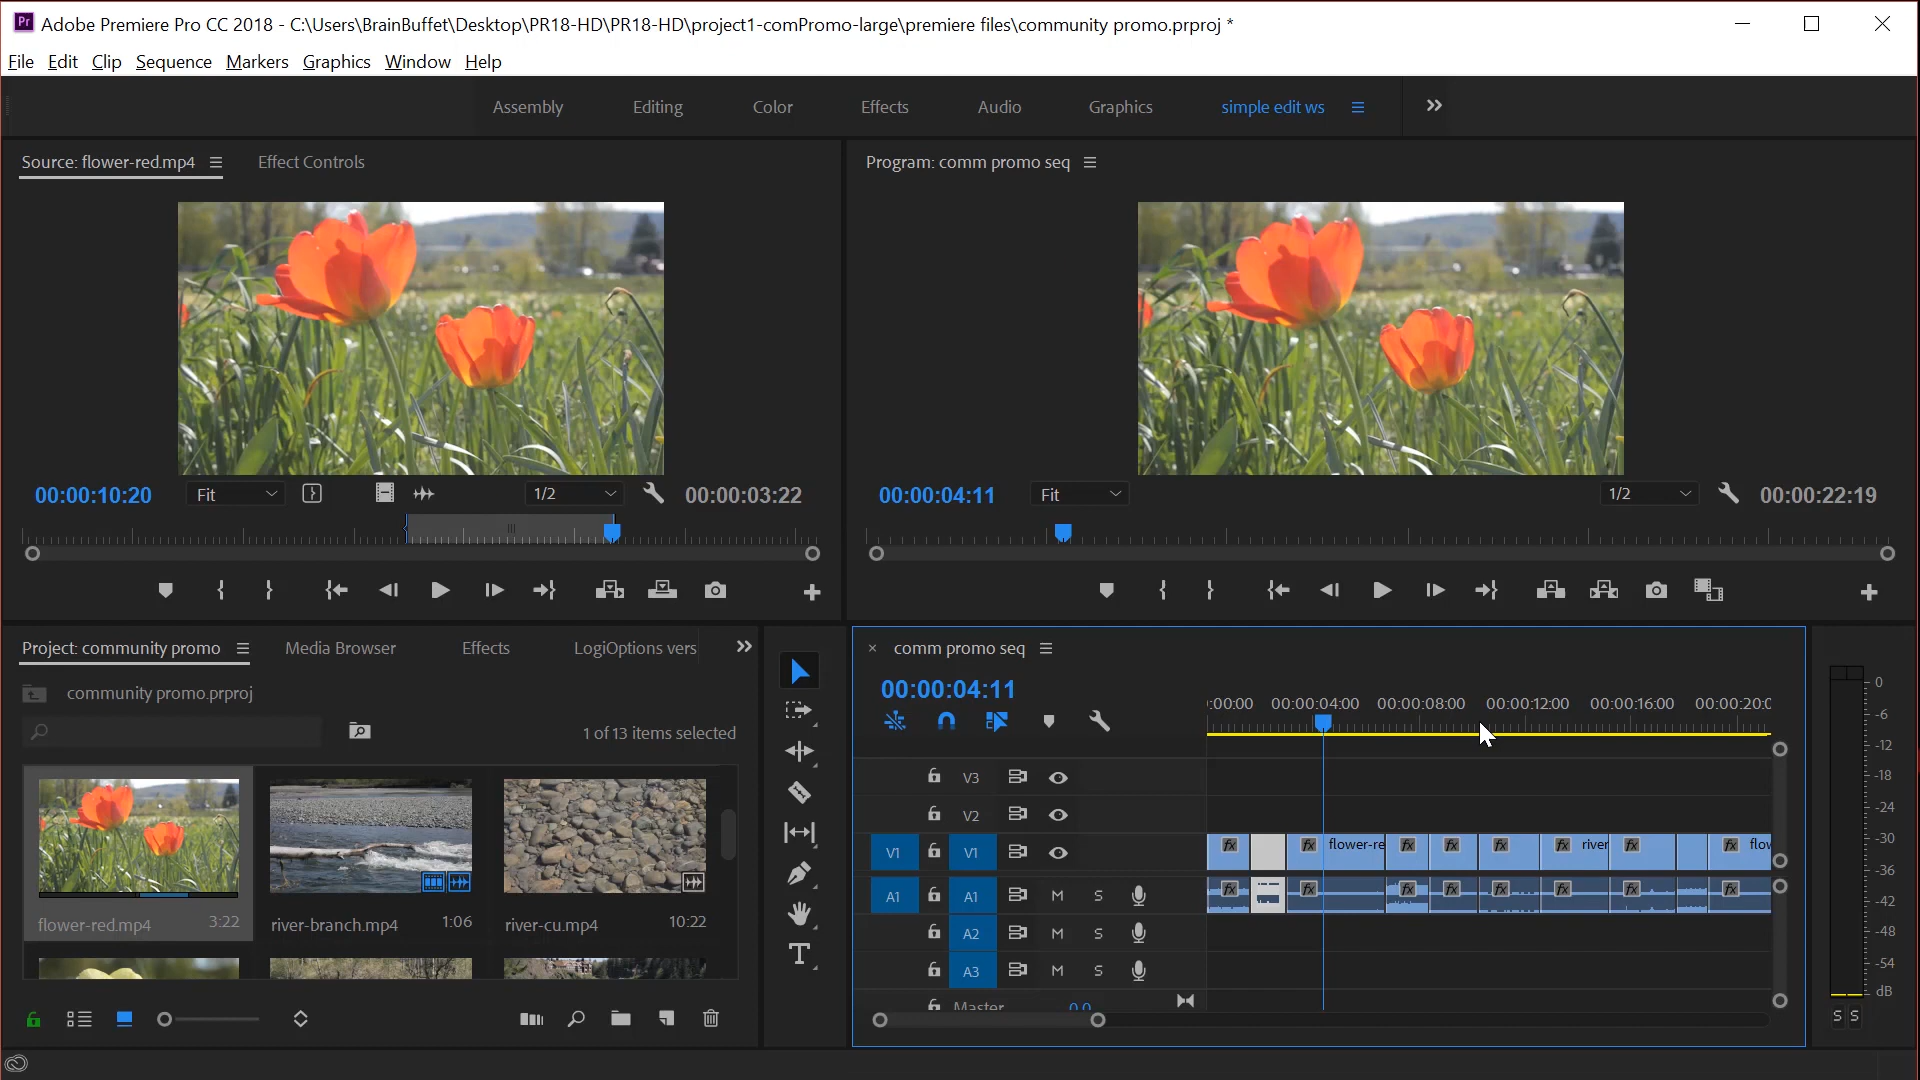 Pr Adobe Premiere Pro CC 2018 - C:\Users\BrainBuffet\Desktop\PR18-HD\PR18-HD\project1-comPromo-large\premiere files\community promo.prproj *
File Edit Clip Sequence Markers Graphics Window Help
Assembly Editing Color Effects Audio Graphics simple edit ws
Source: flower-red.mp4 Effect Controls
Program: comm promo seq
00:00:10:20 Fit 1/2 00:00:03:22
00:00:04:11 Fit 1/2 00:00:22:19
Project: community promo Media Browser Effects LogiOptions vers
community promo.prproj
1 of 13 items selected
flower-red.mp4 3:22
river-branch.mp4 1:06
river-cu.mp4 10:22
T
comm promo seq
00:00:04:11
:00:00 00:00:04:00 00:00:08:00 00:00:12:00 00:00:16:00 00:00:20:0
V3
V2
V1 V1 fx fx flower-re fx fx fx fx river fx fx flow
A1 A1 M S fx fx fx fx fx fx fx fx
A2 M S
A3 M S
Master 0.0
0
-6
-12
-18
-24
-30
-36
-42
-48
-54
dB
S S